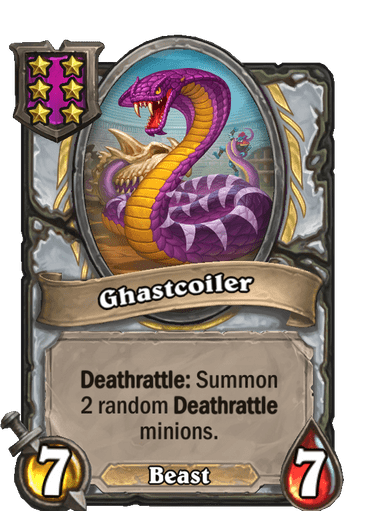 Ghastcoiler
Deathrattle: Summon
2 random Deathrattle
minions.
7
Beast
7